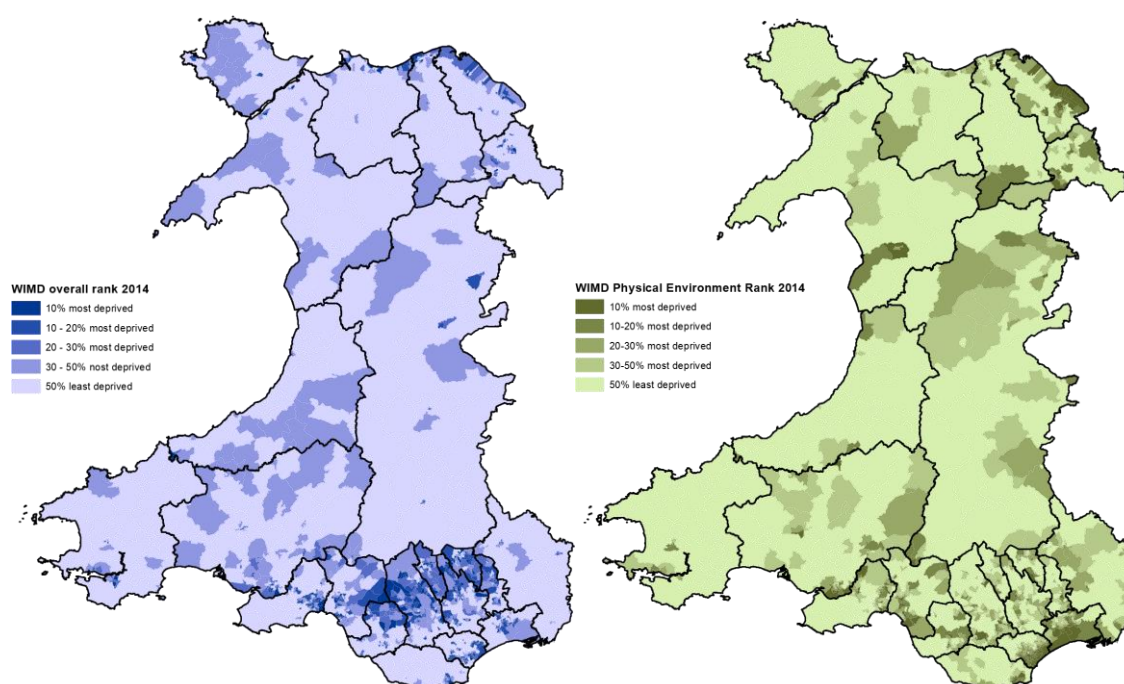 WIMD overall rank 2014
10% most deprived
10 - 20% most deprived
20 - 30% most deprived
30 - 50% nost deprived
50% least deprived
WIMD Physical Environment Rank 2014
10% most deprived
10-20% most deprived
20-30% most deprived
30-50% most deprived
50% least deprived